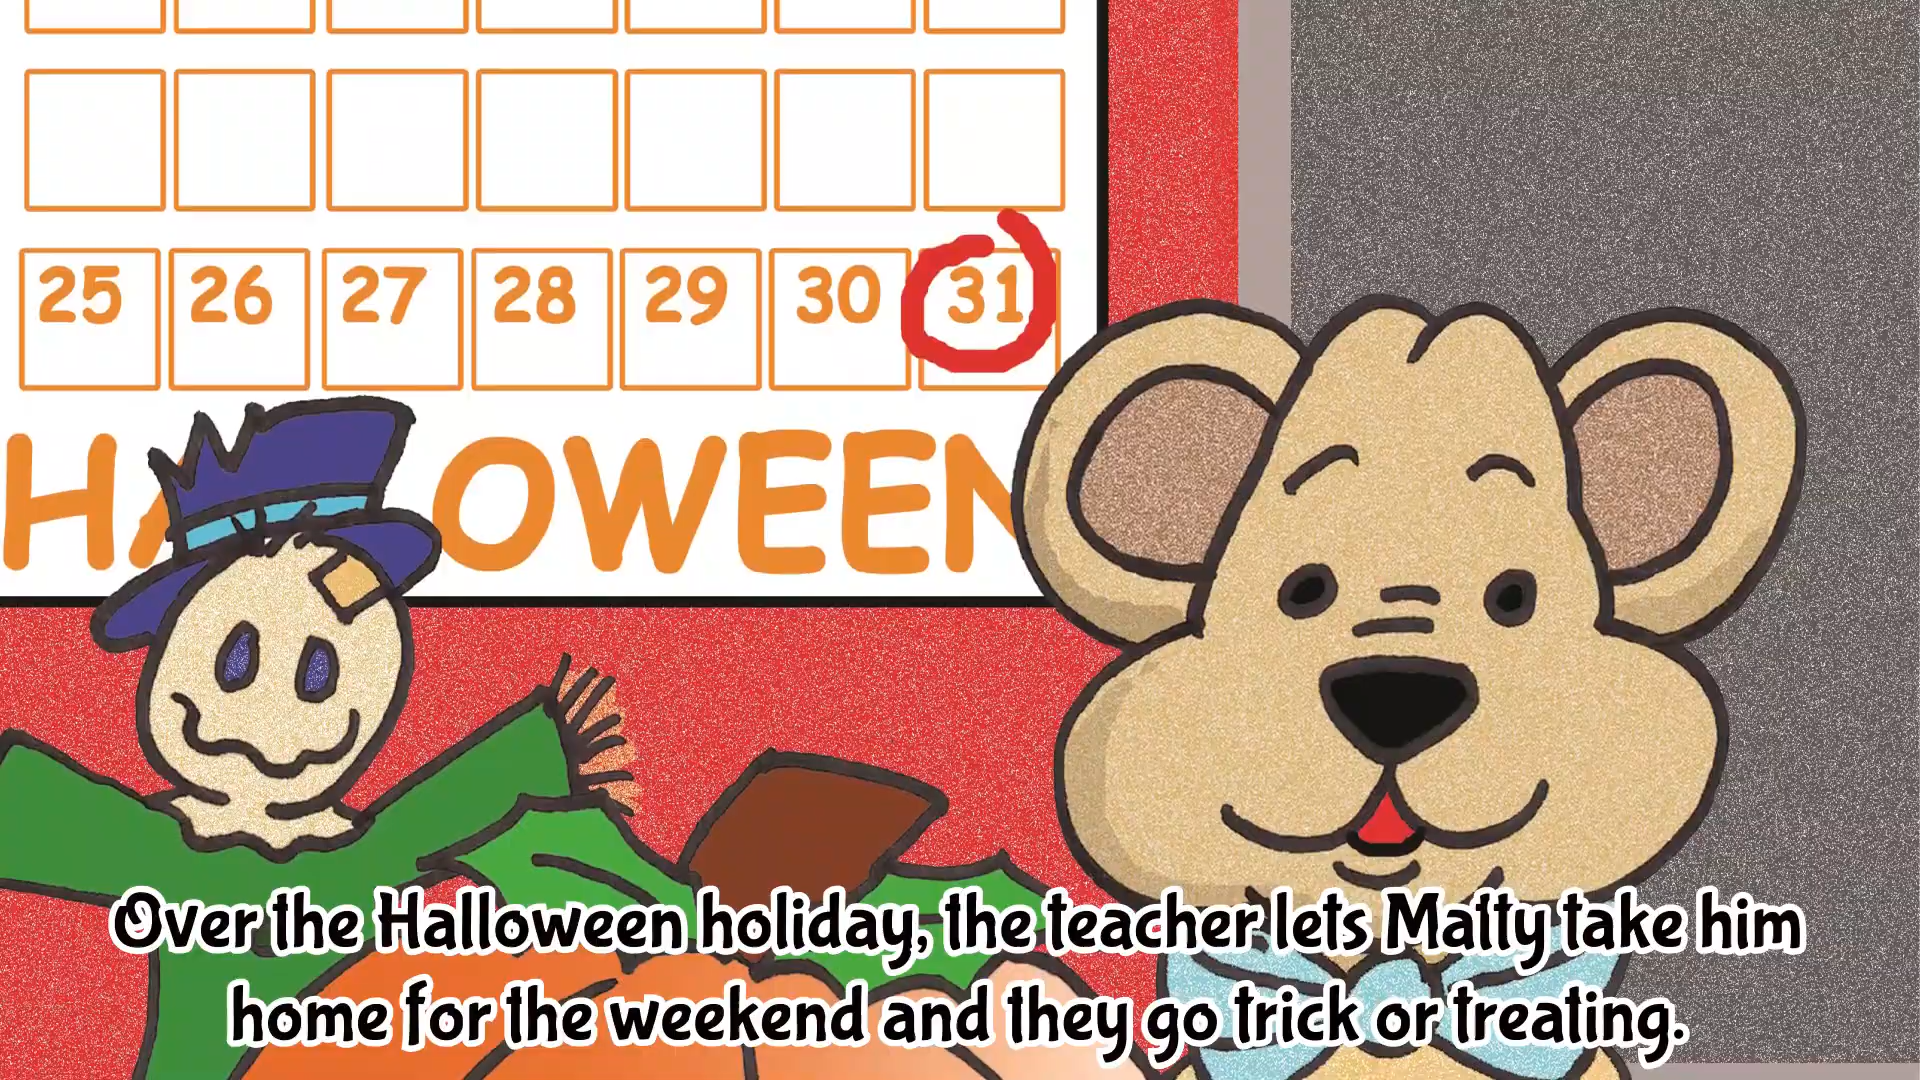 25 26 27 28 29 30 31
HA OWEEN
Over the Halloween holiday, the teacher lets Matty take him
home for the weekend and they go trick or treating.